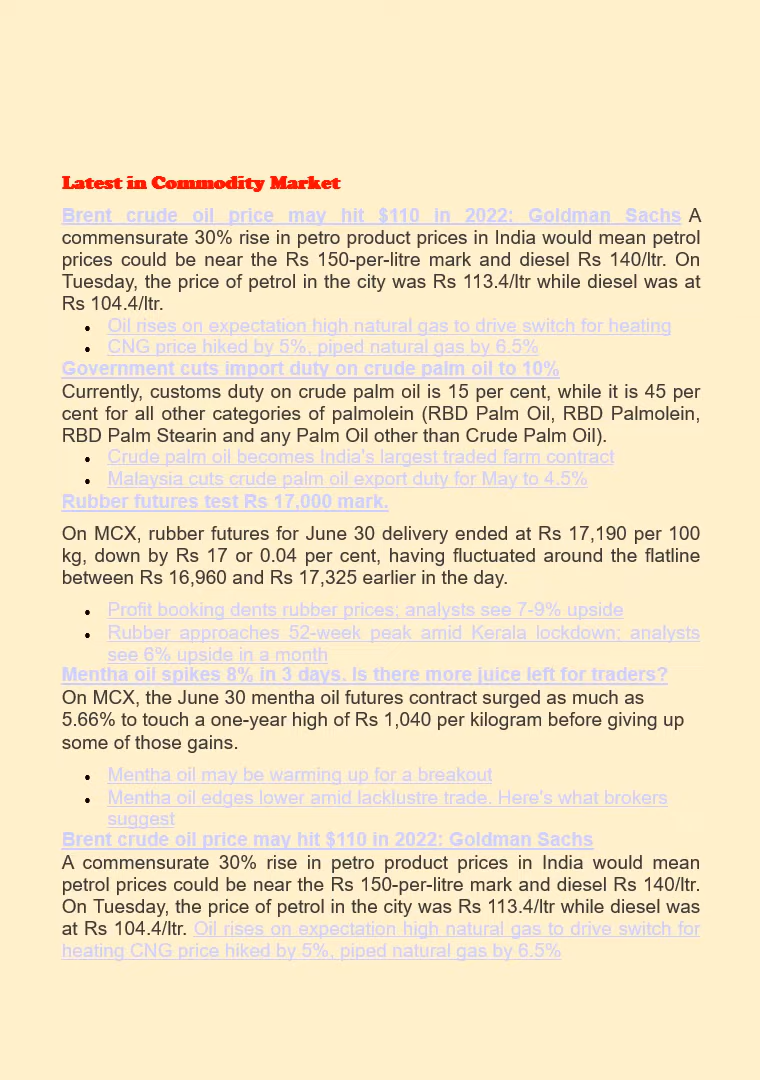 Latest in Commodity Market
Brent crude oil price may hit $110 in 2022: Goldman Sachs A
commensurate 30% rise in petro product prices in India would mean petrol
prices could be near the Rs 150-per-litre mark and diesel Rs 140/ltr. On
Tuesday, the price of petrol in the city was Rs 113.4/ltr while diesel was at
Rs 104.4/ltr.
• Oil rises on expectation high natural gas to drive switch for heating
• CNG price hiked by 5%, piped natural gas by 6.5%
Government cuts import duty on crude palm oil to 10%
Currently, customs duty on crude palm oil is 15 per cent, while it is 45 per
cent for all other categories of palmolein (RBD Palm Oil, RBD Palmolein,
RBD Palm Stearin and any Palm Oil other than Crude Palm Oil).
• Crude palm oil becomes India's largest traded farm contract
• Malaysia cuts crude palm oil export duty for May to 4.5%
Rubber futures test Rs 17,000 mark.
On MCX, rubber futures for June 30 delivery ended at Rs 17,190 per 100
kg, down by Rs 17 or 0.04 per cent, having fluctuated around the flatline
between Rs 16,960 and Rs 17,325 earlier in the day.
• Profit booking dents rubber prices; analysts see 7-9% upside
• Rubber approaches 52-week peak amid Kerala lockdown; analysts
see 6% upside in a month
Mentha oil spikes 8% in 3 days. Is there more juice left for traders?
On MCX, the June 30 mentha oil futures contract surged as much as
5.66% to touch a one-year high of Rs 1,040 per kilogram before giving up
some of those gains.
• Mentha oil may be warming up for a breakout
• Mentha oil edges lower amid lacklustre trade. Here's what brokers
suggest
Brent crude oil price may hit $110 in 2022: Goldman Sachs
A commensurate 30% rise in petro product prices in India would mean
petrol prices could be near the Rs 150-per-litre mark and diesel Rs 140/ltr.
On Tuesday, the price of petrol in the city was Rs 113.4/ltr while diesel was
at Rs 104.4/ltr. Oil rises on expectation high natural gas to drive switch for
heating CNG price hiked by 5%, piped natural gas by 6.5%